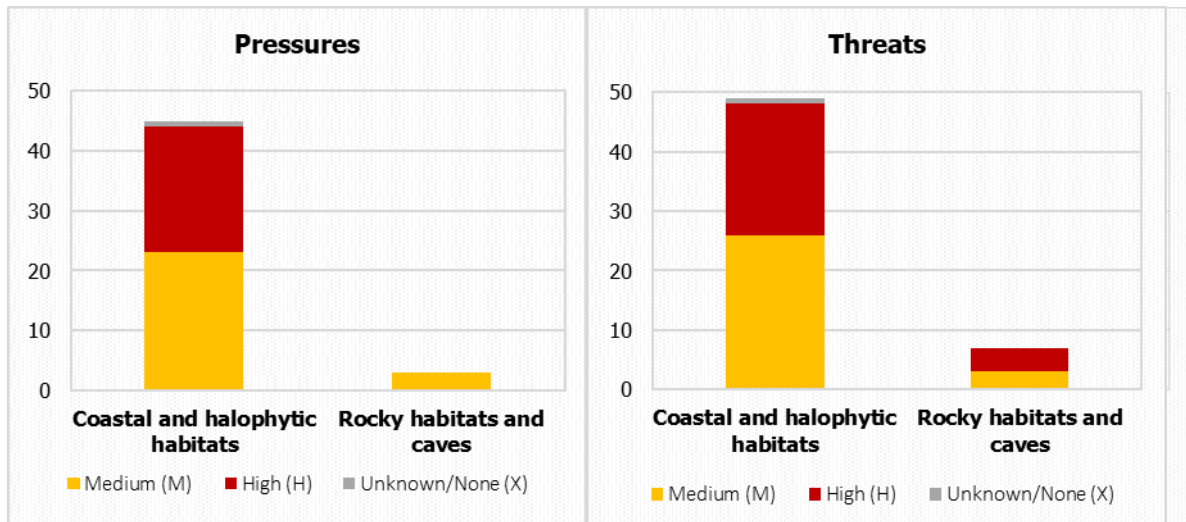 Pressures
50
40
30
20
10
0
Coastal and halophytic
habitats
Rocky habitats and
caves
Medium (M) High (H) Unknown/None (X)
Threats
50
40
30
20
10
0
Coastal and halophytic
habitats
Rocky habitats and
caves
Medium (M) High (H) Unknown/None (X)